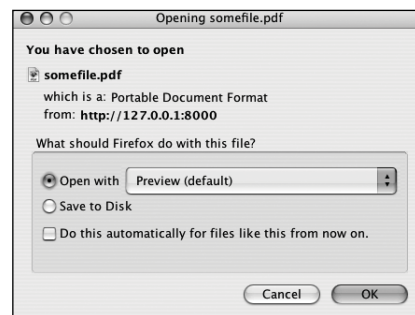 Opening somefile.pdf
You have chosen to open
somefile.pdf
which is a: Portable Document Format
from: http://127.0.0.1:8000
What should Firefox do with this file?
Open with Preview (default)
Save to Disk
Do this automatically for files like this from now on.
Cancel OK